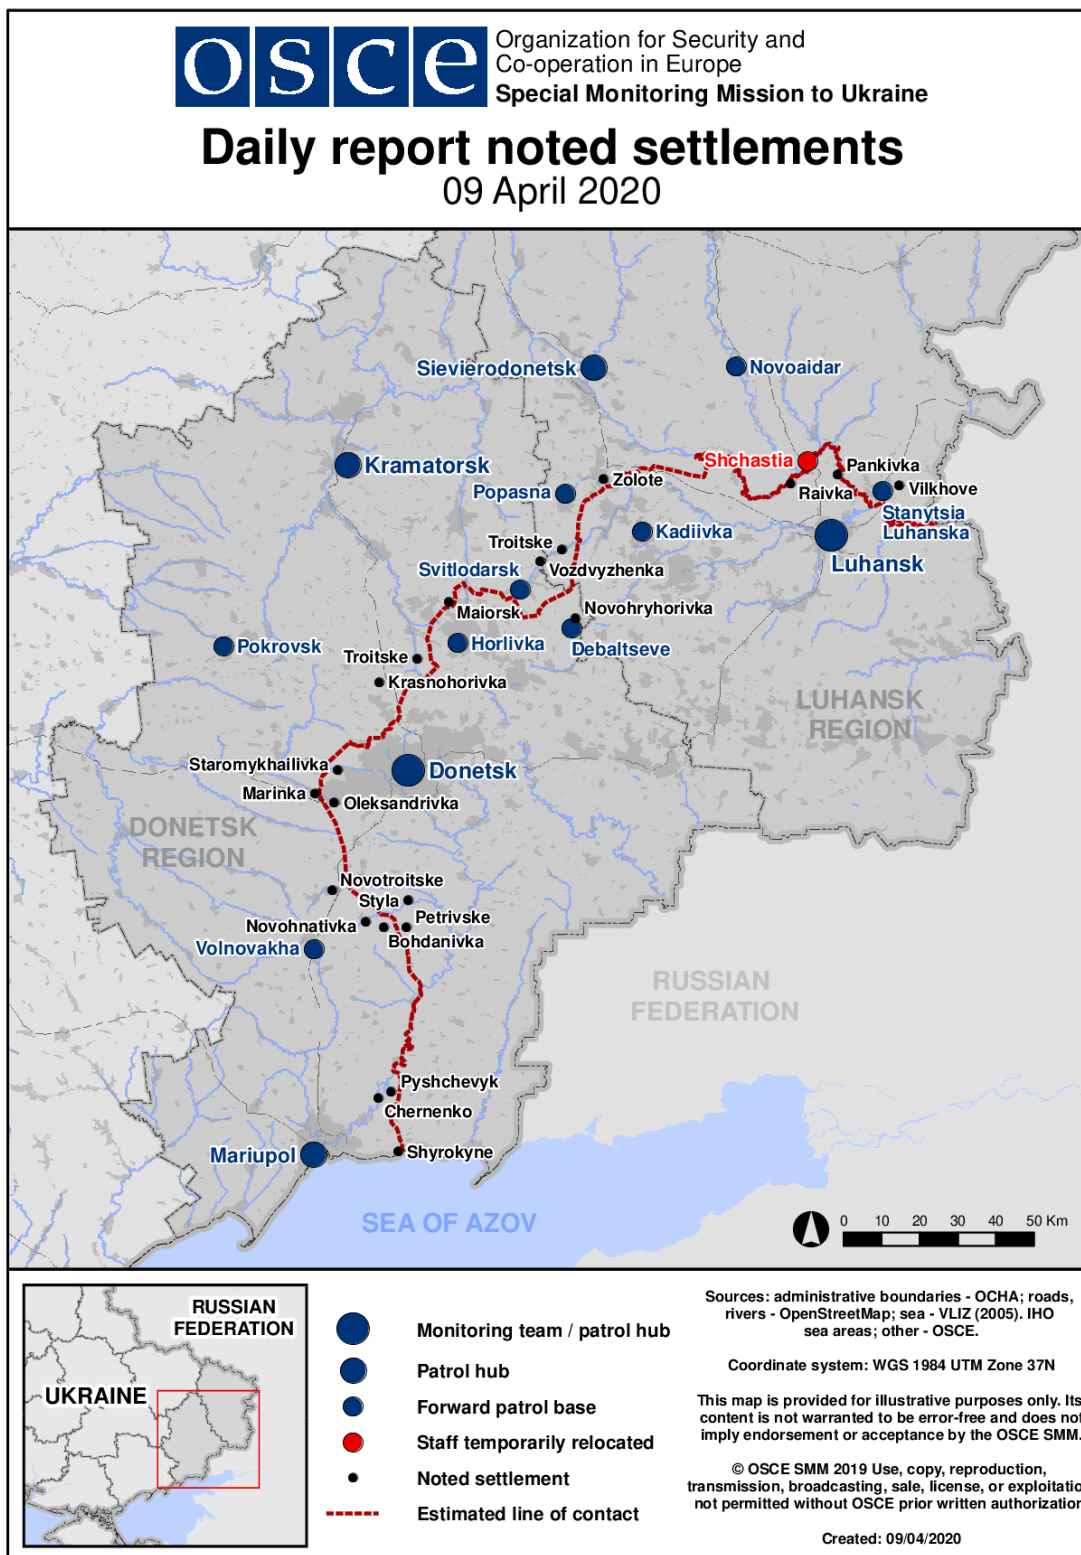 osce
Organization for Security and
Co-operation in Europe
Special Monitoring Mission to Ukraine
Daily report noted settlements
09 April 2020
Sievierodonetsk
Novoaidar
Kramatorsk
Shchastia
Pankivka
Zolote
Popasna
Raivka
Vilkhove
Stanytsia
Luhanska
Kadiivka
Troitske
Luhansk
Vozdvyzhenka
Svitlodarsk
Maiorsk
Novohryhorivka
Horlivka
Debaltseve
Pokrovsk
Troitske
Krasnohorivka
LUHANSK
REGION
Staromykhailivka
Donetsk
Marinka
Oleksandrivka
DONETSK
REGION
Novotroitske
Styla
Petrivske
Novohnativka
Bohdanivka
Volnovakha
RUSSIAN
FEDERATION
Pyshchevyk
Chernenko
Mariupol
Shyrokyne
SEA OF AZOV
0 10 20 30 40 50 Km
RUSSIAN
FEDERATION
UKRAINE
Monitoring team / patrol hub
Patrol hub
Forward patrol base
Staff temporarily relocated
Noted settlement
Estimated line of contact
Sources: administrative boundaries - OCHA; roads,
rivers - OpenStreetMap; sea - VLIZ (2005). IHO
sea areas; other - OSCE.
Coordinate system: WGS 1984 UTM Zone 37N
This map is provided for illustrative purposes only. Its
content is not warranted to be error-free and does not
imply endorsement or acceptance by the OSCE SMM.
© OSCE SMM 2019 Use, copy, reproduction,
transmission, broadcasting, sale, license, or exploitatio
not permitted without OSCE prior written authorization
Created: 09/04/2020